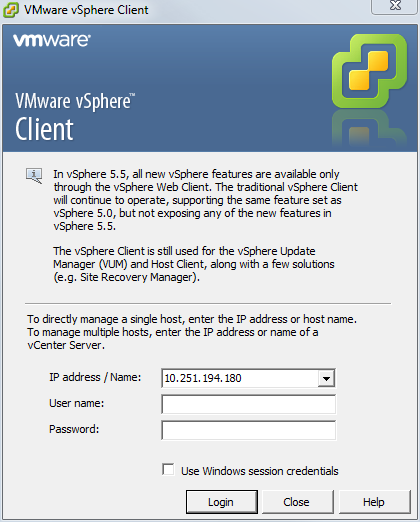 VMware vSphere Client
vmware®
VMware vSphere™
Client
In vSphere 5.5, all new vSphere features are available only
through the vSphere Web Client. The traditional vSphere Client
will continue to operate, supporting the same feature set as
vSphere 5.0, but not exposing any of the new features in
vSphere 5.5.
The vSphere Client is still used for the vSphere Update
Manager (VUM) and Host Client, along with a few solutions
(e.g. Site Recovery Manager).
To directly manage a single host, enter the IP address or host name.
To manage multiple hosts, enter the IP address or name of a
vCenter Server.
IP address / Name: 10.251.194.180
User name:
Password:
Use Windows session credentials
Login Close Help